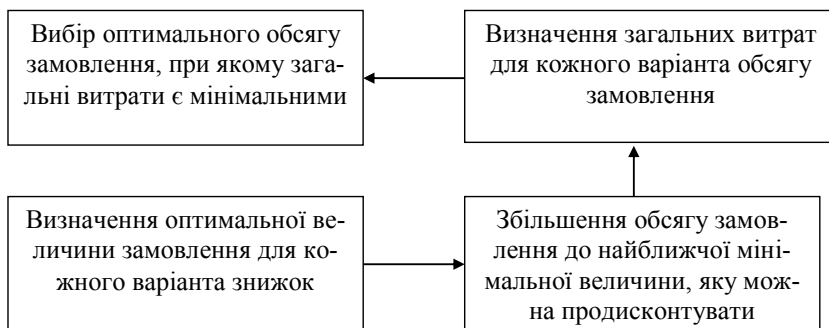 Вибір оптимального обсягу
замовлення, при якому зага-
льні витрати є мінімальними
Визначення загальних витрат
для кожного варіанта обсягу
замовлення
Визначення оптимальної ве-
личини замовлення для ко-
жного варіанта знижок
Збільшення обсягу замов-
лення до найближчої міні-
мальної величини, яку мож-
на продисконтувати